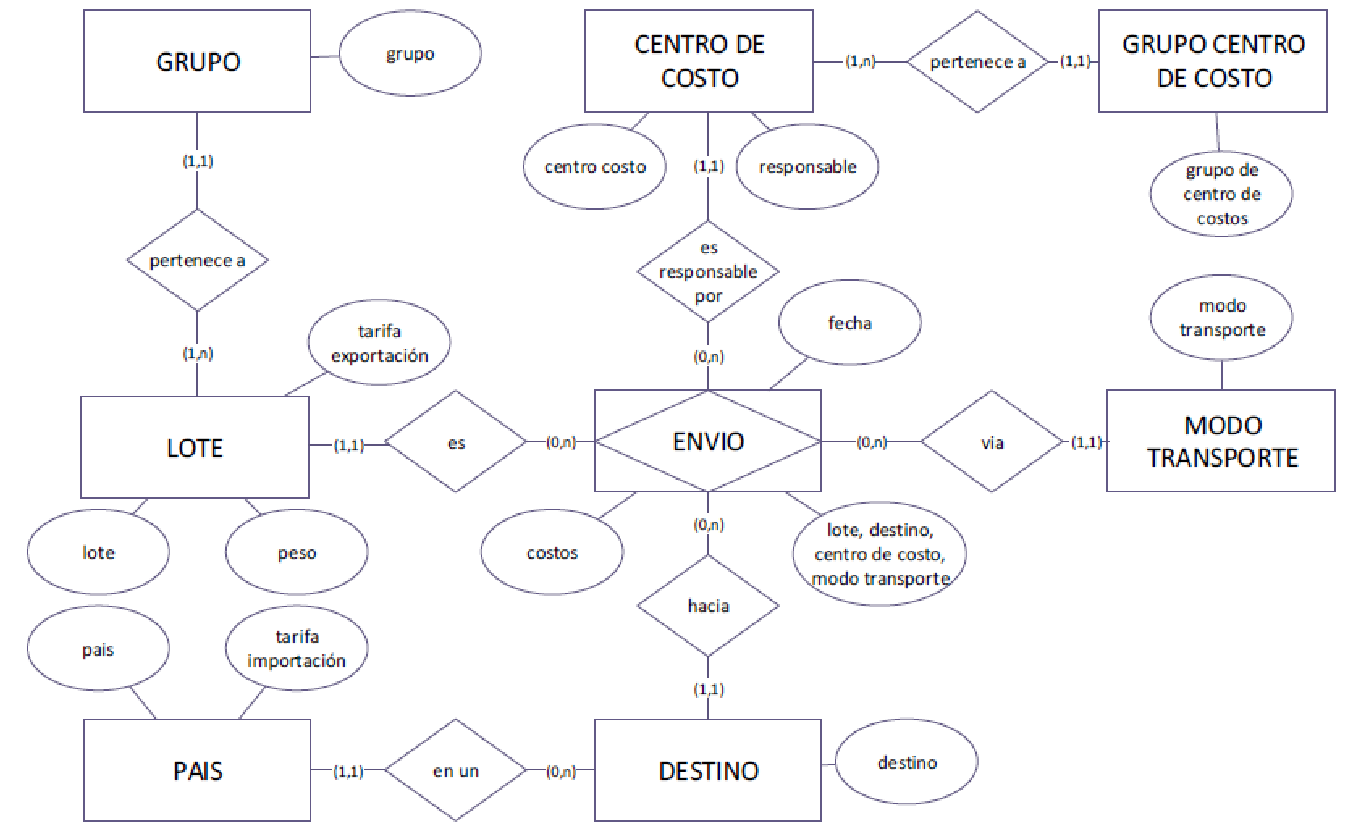 GRUPO
grupo
CENTRO DE
COSTO
(1,n)
pertenece a
(1,1)
GRUPO CENTRO
DE COSTO
(1,1)
centro costo
(1,1)
responsable
grupo de
centro de
costos
pertenece a
es
responsable
por
(1,n)
tarifa
exportación
(0,n)
fecha
modo
transporte
LOTE
(1,1)
es
(0,n)
ENVIO
(0,n)
via
(1,1)
MODO
TRANSPORTE
lote
peso
costos
(0,n)
lote, destino,
centro de costo,
modo transporte
pais
tarifa
importación
hacia
(1,1)
PAIS
(1,1)
en un
(0,n)
DESTINO
destino